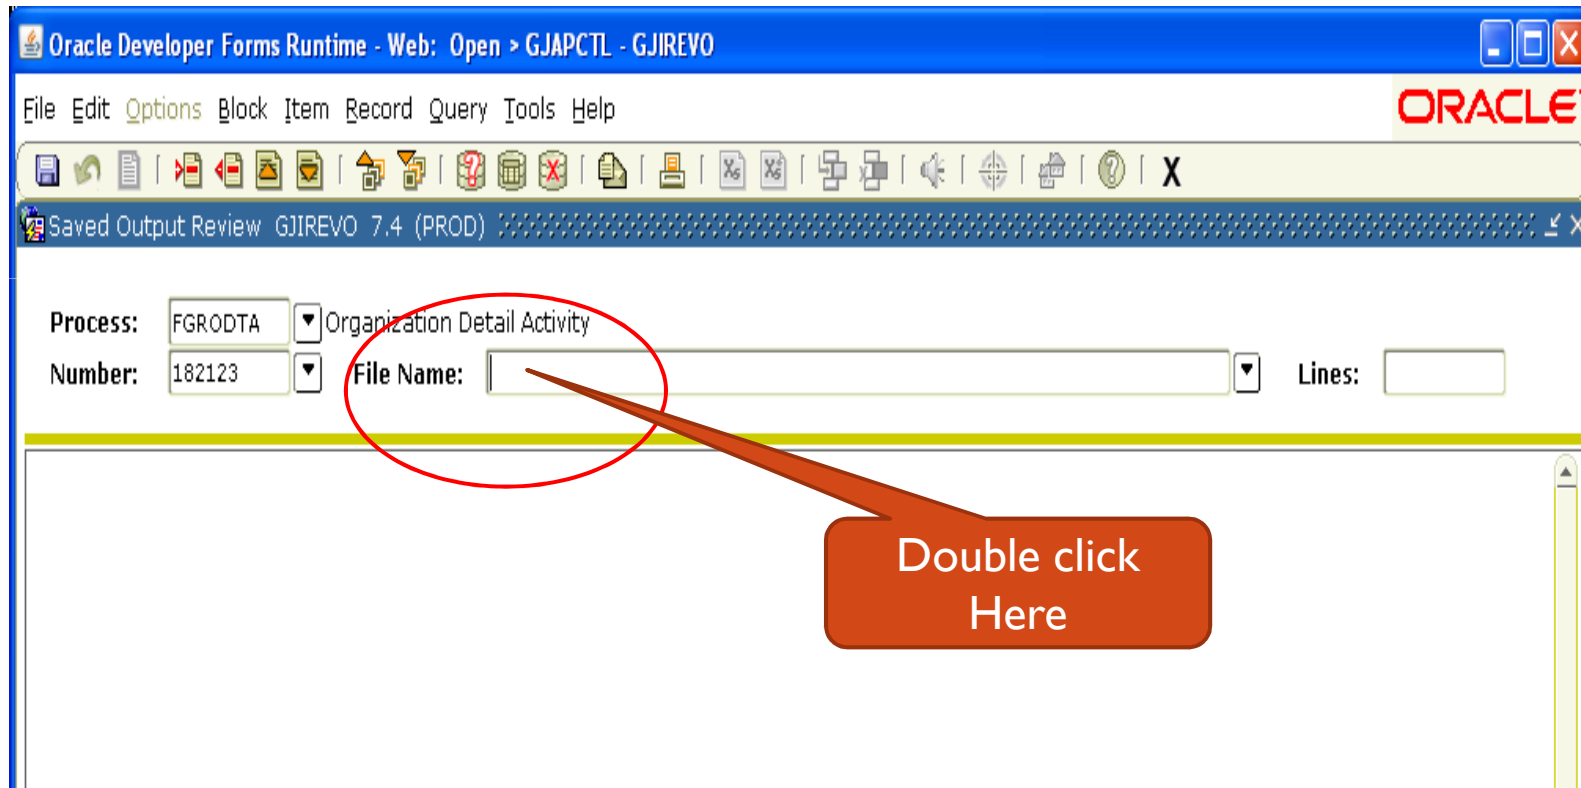 Oracle Developer Forms Runtime - Web: Open > GJAPCTL - GJIREVO
File Edit Options Block Item Record Query Tools Help
ORACLE
X
Saved Output Review GJIREVO 7.4 (PROD)
Process: FGRODTA Organization Detail Activity
Number: 182123 File Name: Lines:
Double click
Here